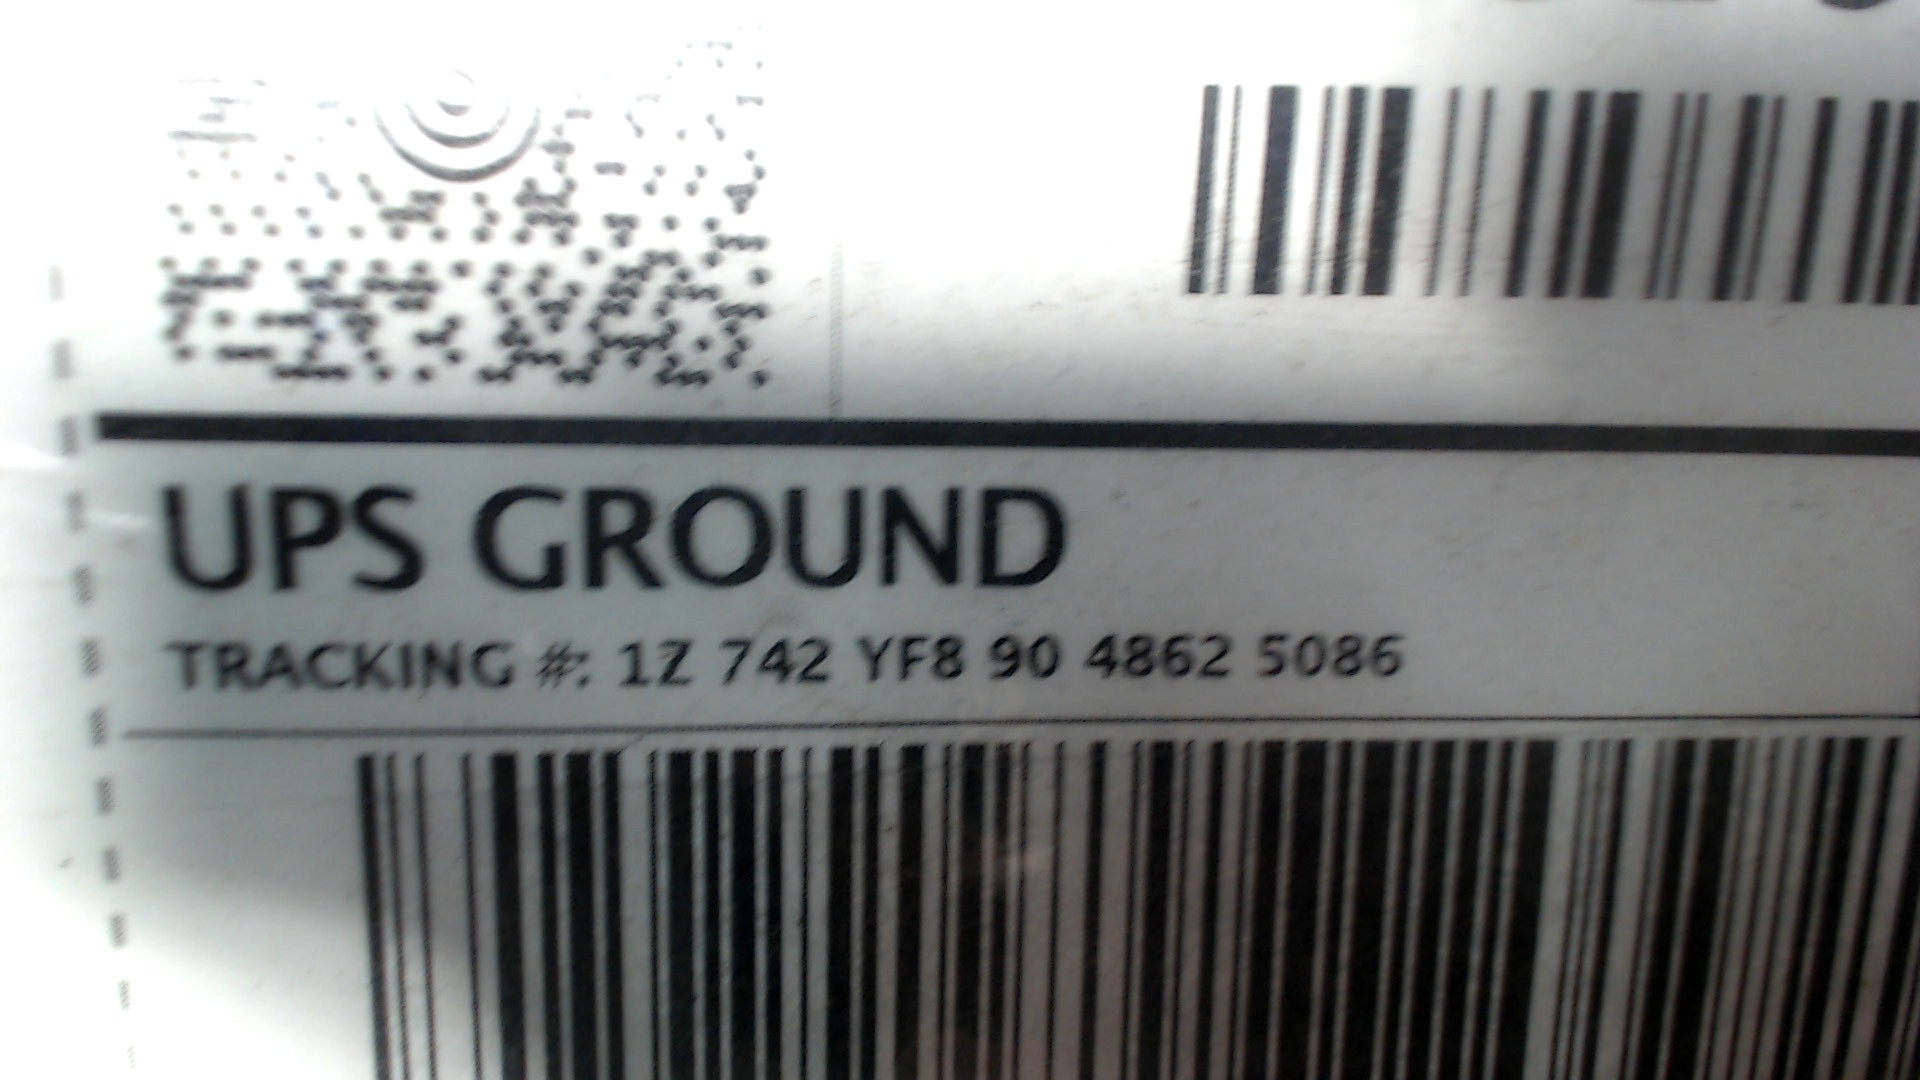 UPS GROUND
TRACKING #: 1Z 742 YF8 90 4862 5086